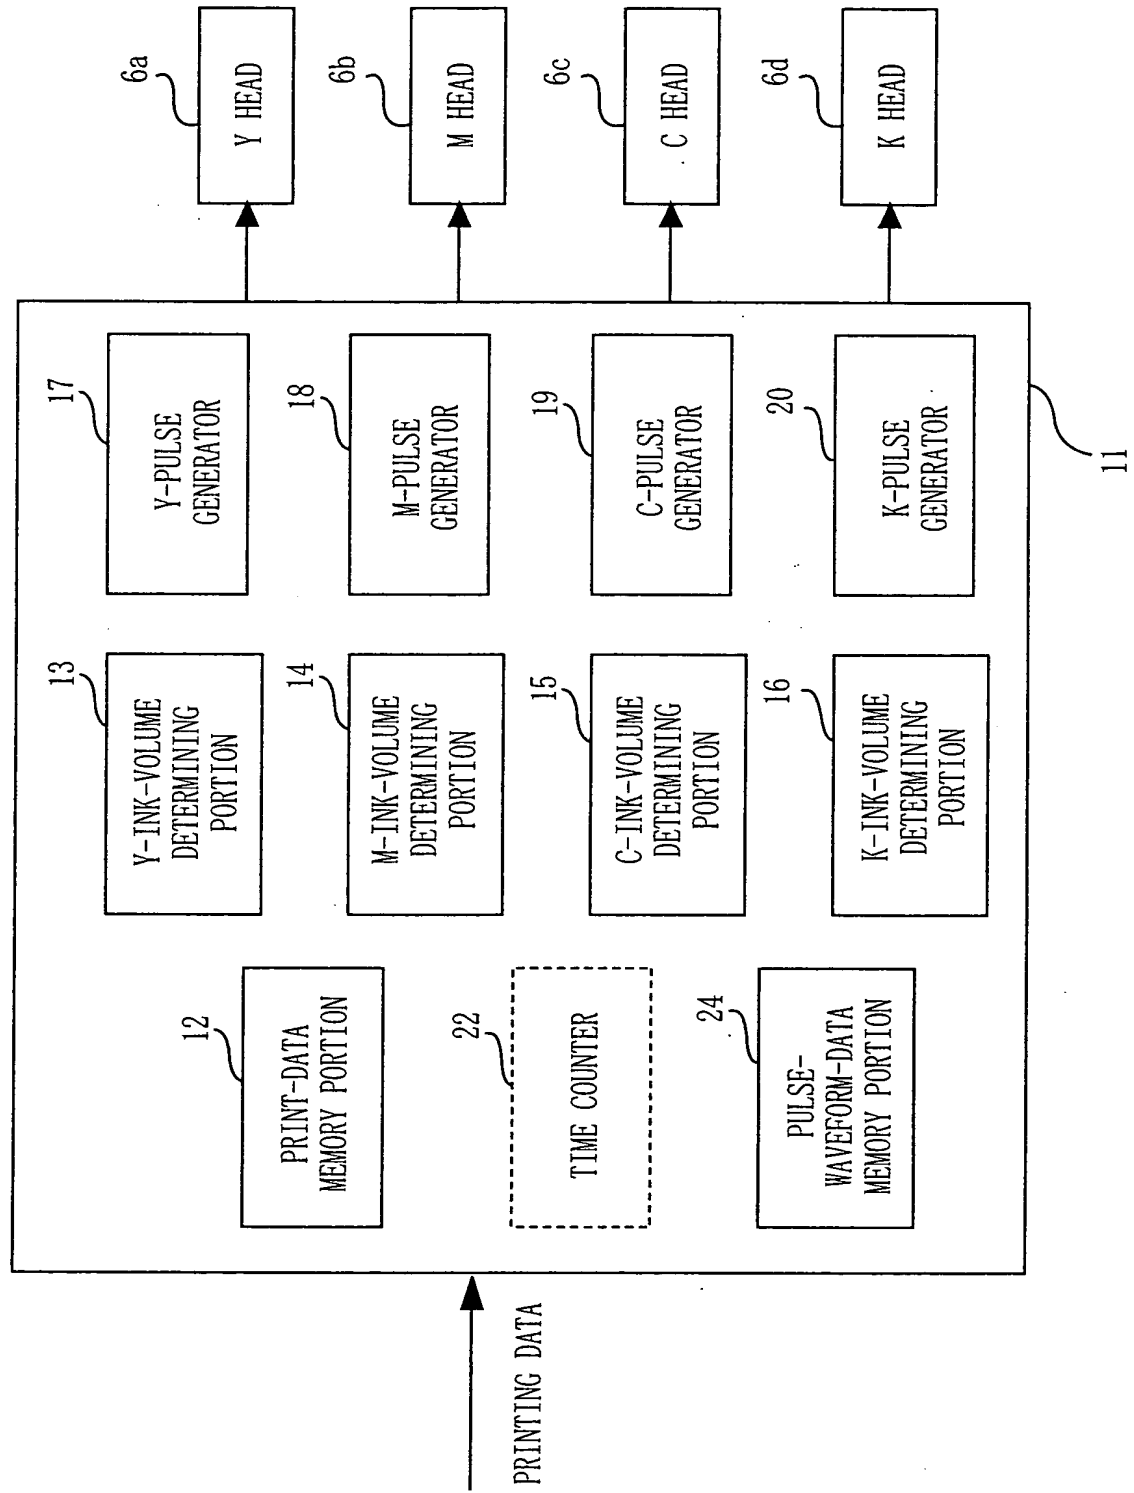 PRINTING DATA
12
PRINT-DATA
MEMORY PORTION
22
TIME COUNTER
24
PULSE-
WAVEFORM-DATA
MEMORY PORTION
13
Y-INK-VOLUME
DETERMINING
PORTION
14
M-INK-VOLUME
DETERMINING
PORTION
15
C-INK-VOLUME
DETERMINING
PORTION
16
K-INK-VOLUME
DETERMINING
PORTION
17
Y-PULSE
GENERATOR
18
M-PULSE
GENERATOR
19
C-PULSE
GENERATOR
20
K-PULSE
GENERATOR
11
6a
Y HEAD
6b
M HEAD
6c
C HEAD
6d
K HEAD